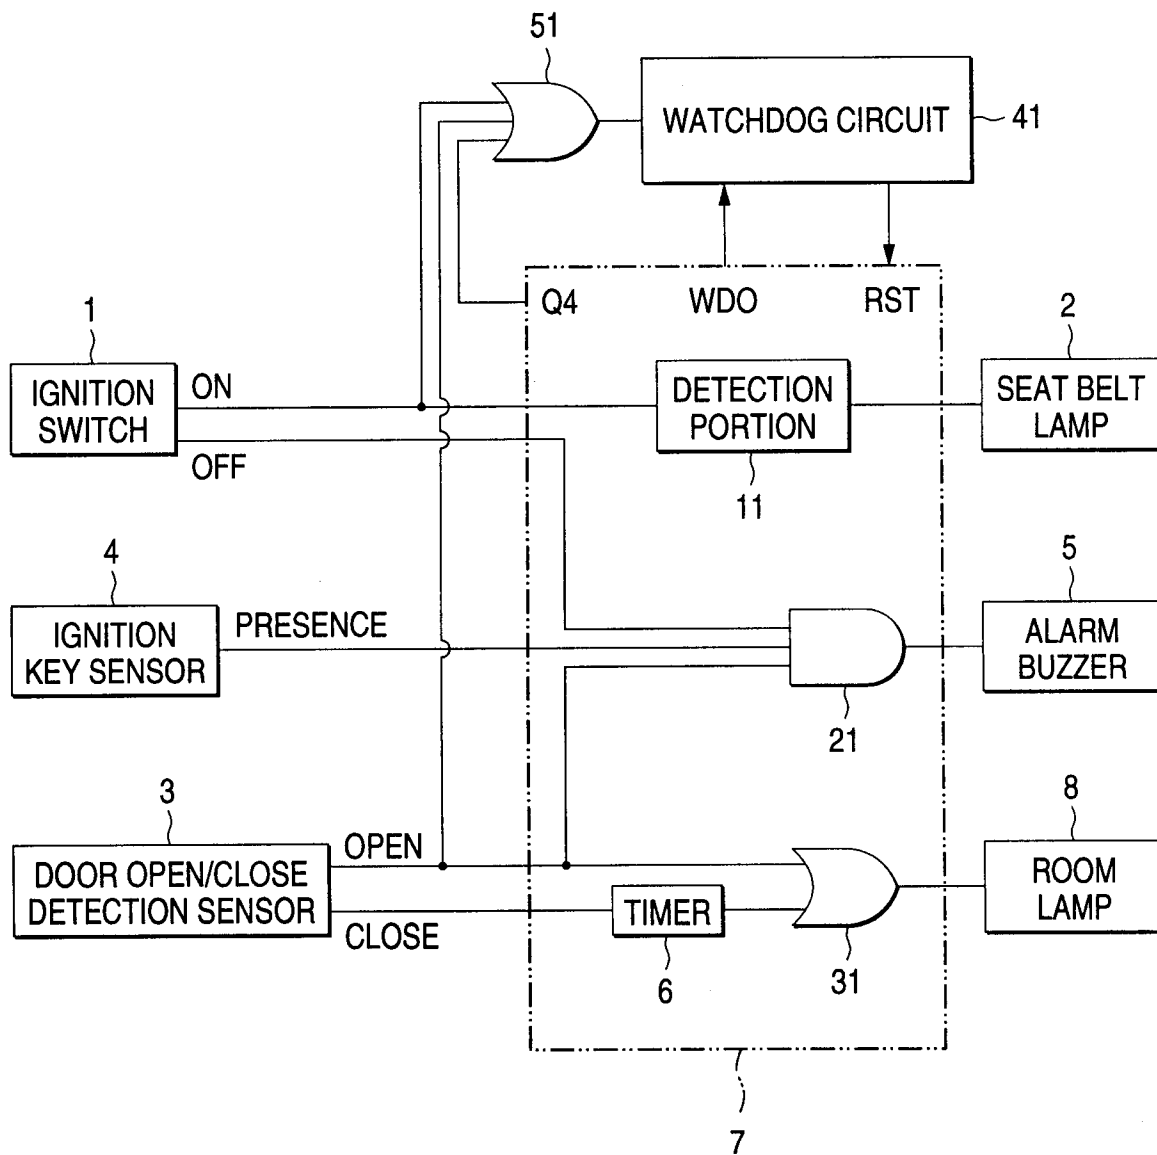 51
WATCHDOG CIRCUIT
41
Q4
WDO
RST
1
2
IGNITION
SWITCH
ON
OFF
DETECTION
PORTION
11
SEAT BELT
LAMP
4
5
IGNITION
KEY SENSOR
PRESENCE
ALARM
BUZZER
21
3
8
DOOR OPEN/CLOSE
DETECTION SENSOR
OPEN
CLOSE
TIMER
6
31
ROOM
LAMP
7